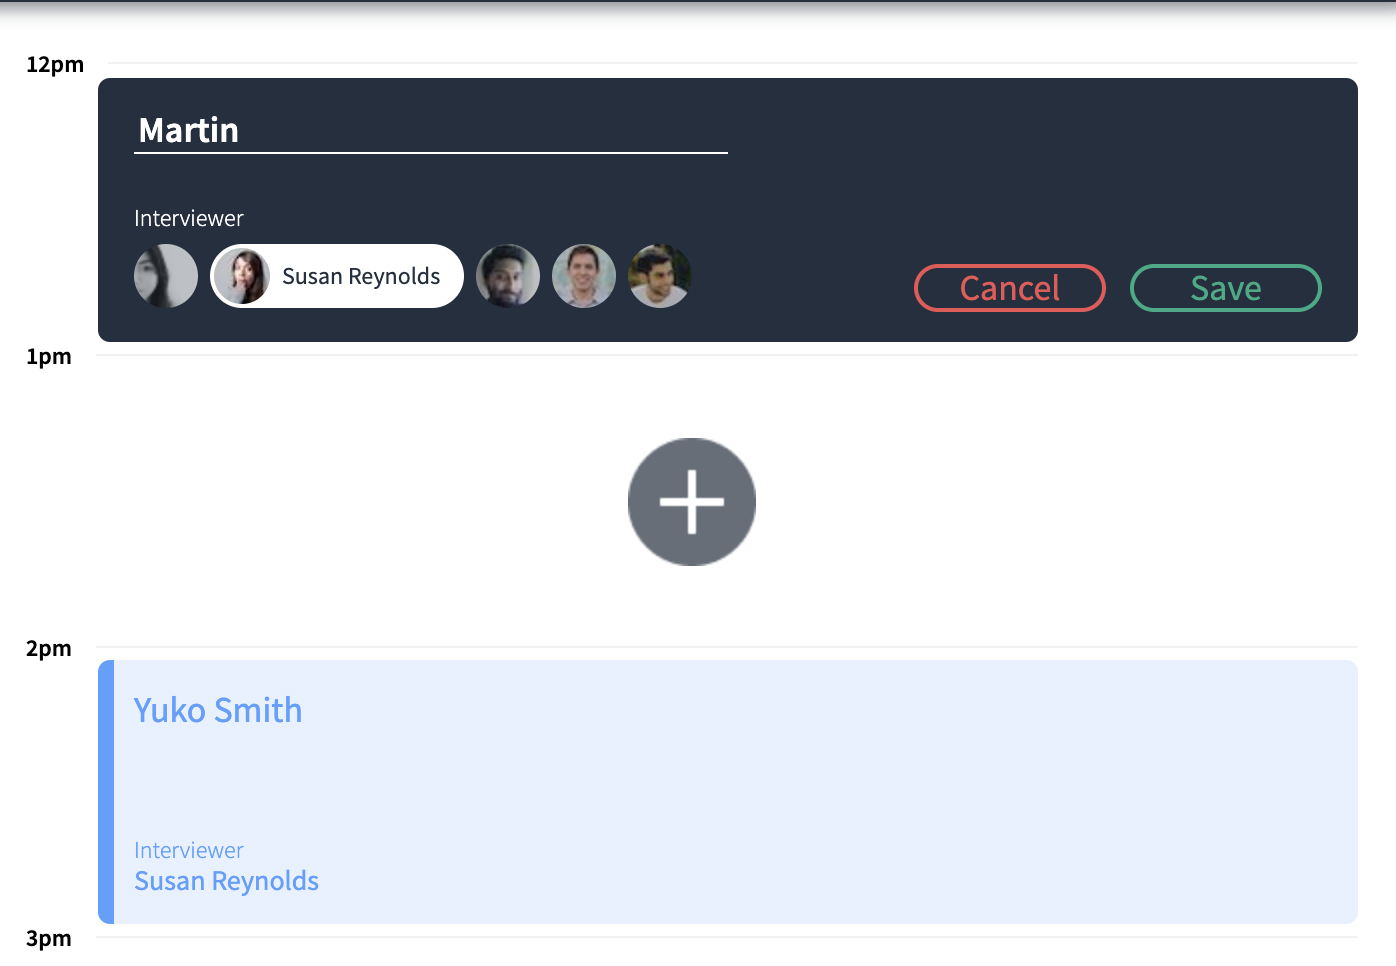 12pm
Martin
Interviewer
Susan Reynolds
Cancel
Save
1pm
2pm
Yuko Smith
Interviewer
Susan Reynolds
3pm